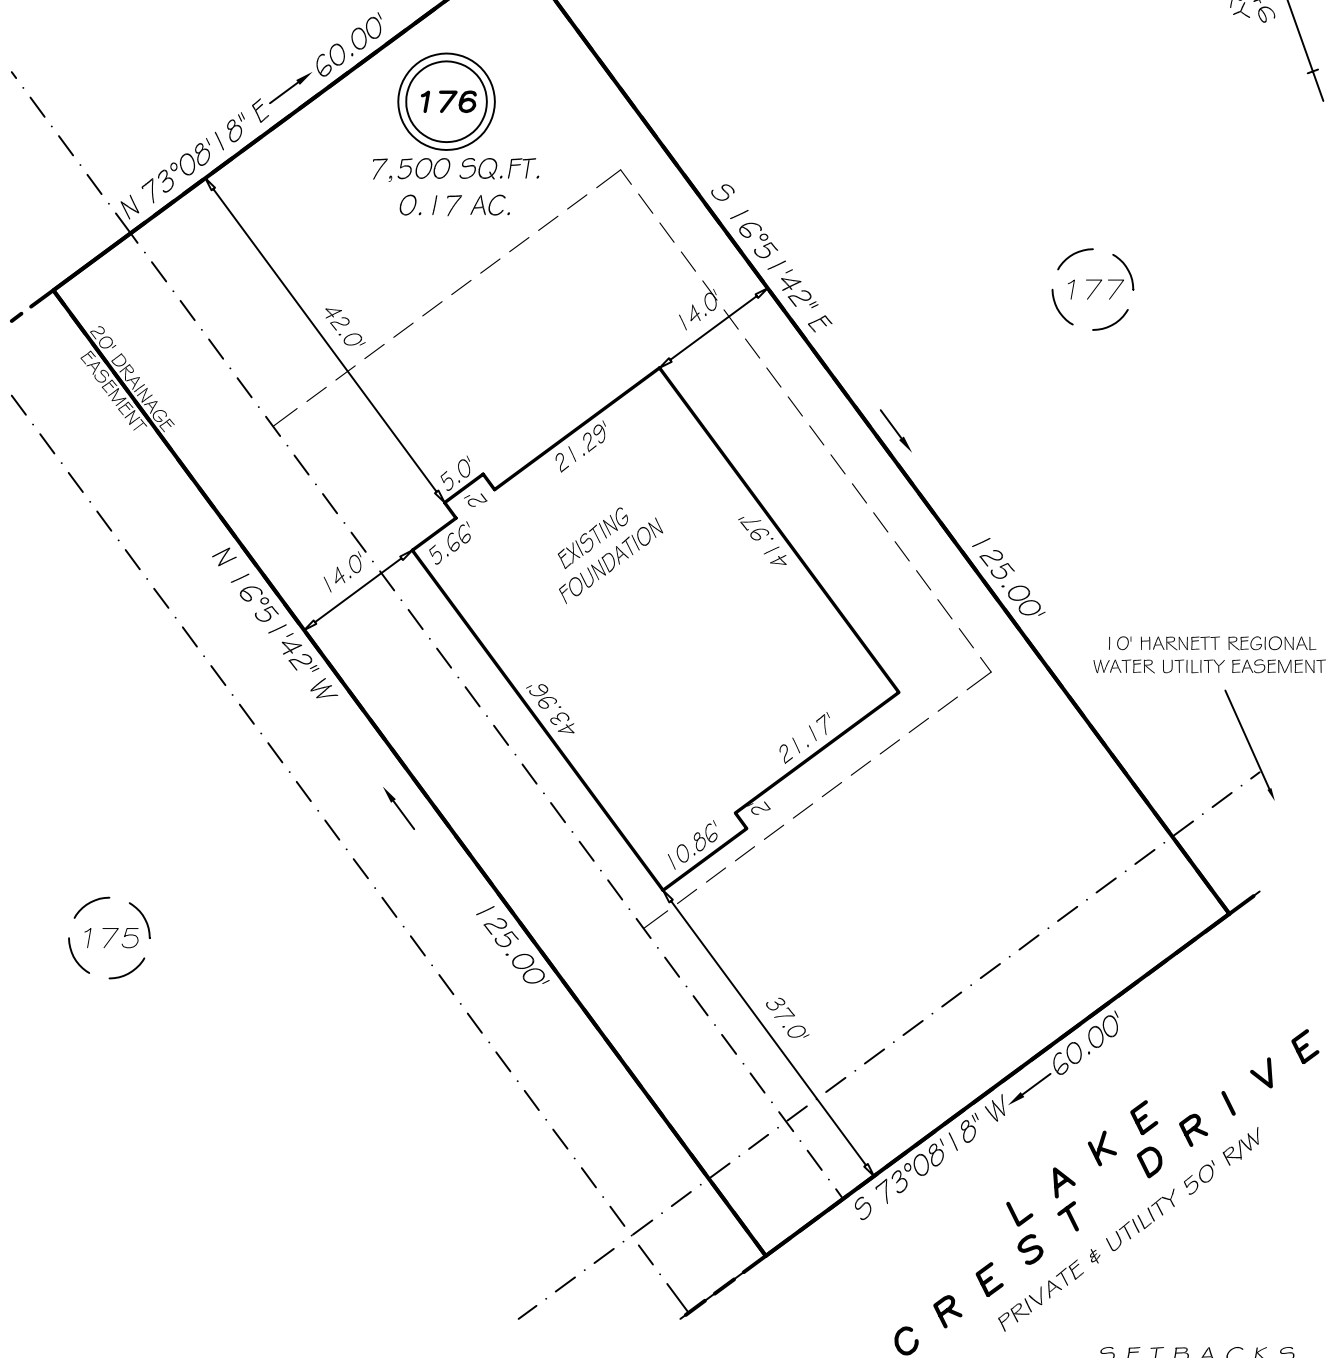 N 73°08'18" E
60.00'
176
7,500 SQ.FT.
0.17 AC.
S 16°51'42" E
177
14.0'
42.0'
20' DRAINAGE
EASEMENT
5.0'
2'
21.29'
5.66'
14.0'
EXISTING
FOUNDATION
41.97'
125.00'
N 16°51'42" W
10' HARNETT REGIONAL
WATER UTILITY EASEMENT
43.96'
21.17'
2'
10.86'
175
125.00'
37.0'
S 73°08'18" W
60.00'
LAKE
CREST DRIVE
PRIVATE & UTILITY 50' R/W
SETBACKS